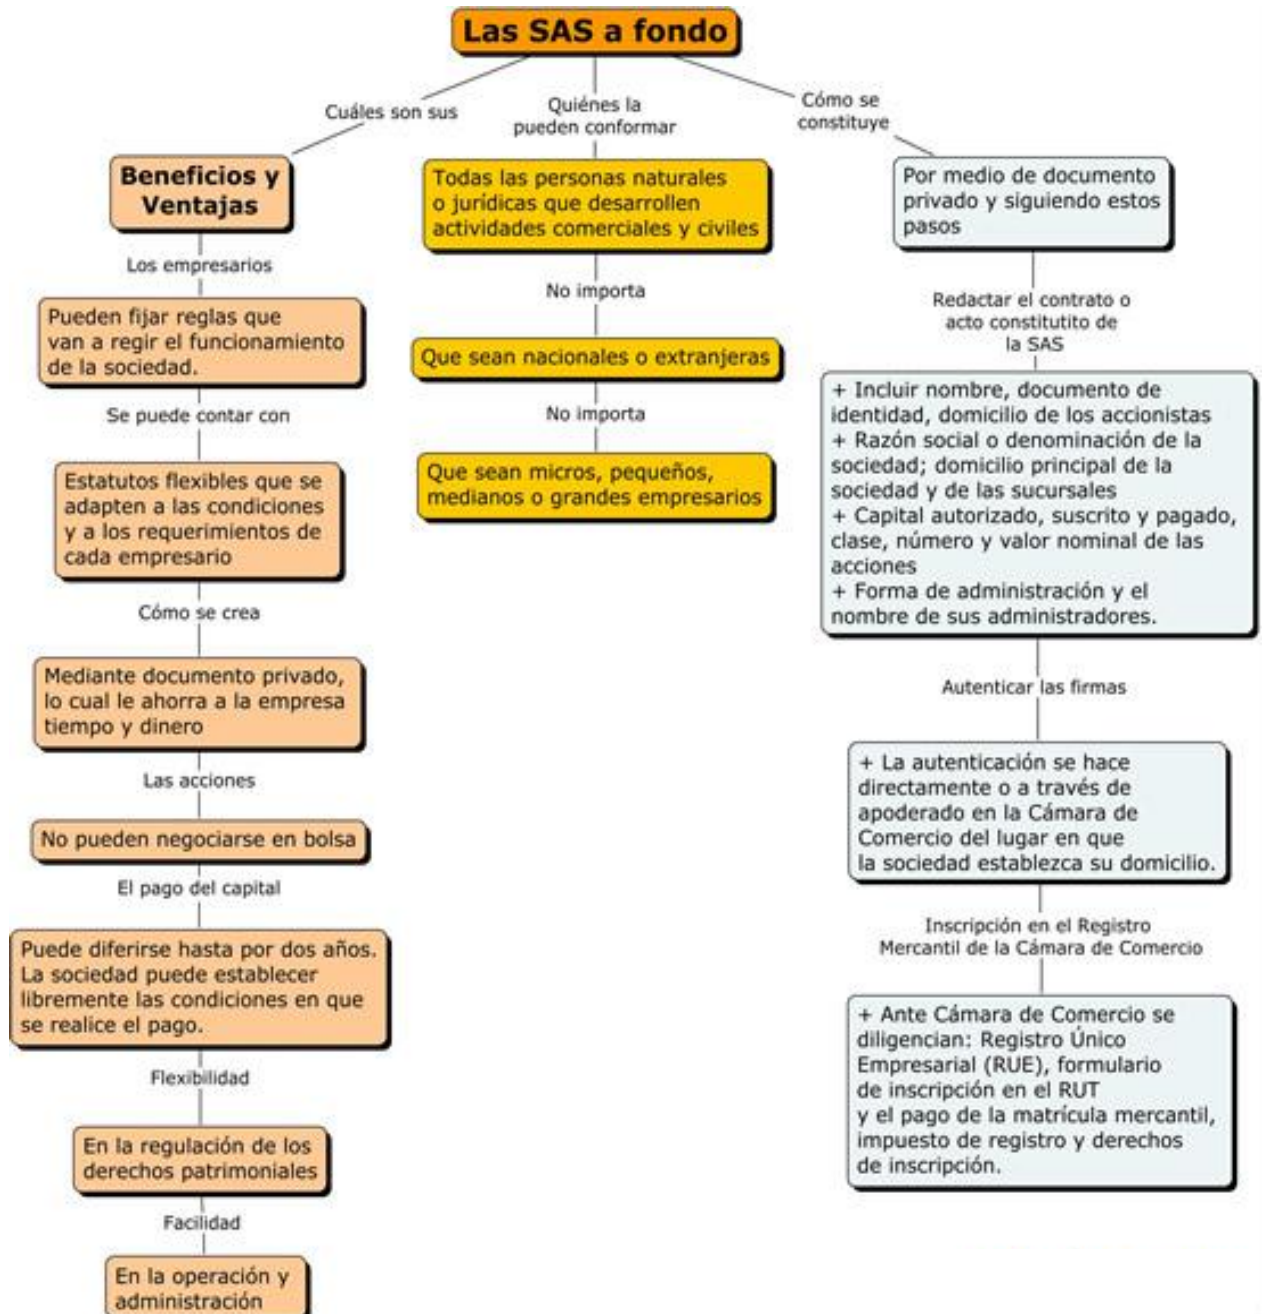 Las SAS a fondo
Cuáles son sus
Beneficios y
Ventajas
Los empresarios
Pueden fijar reglas que
van a regir el funcionamiento
de la sociedad.
Se puede contar con
Estatutos flexibles que se
adapten a las condiciones
y a los requerimientos de
cada empresario
Cómo se crea
Mediante documento privado,
lo cual le ahorra a la empresa
tiempo y dinero
Las acciones
No pueden negociarse en bolsa
El pago del capital
Puede diferirse hasta por dos años.
La sociedad puede establecer
libremente las condiciones en que
se realice el pago.
Flexibilidad
En la regulación de los
derechos patrimoniales
Facilidad
En la operación y
administración
Quiénes la
pueden conformar
Todas las personas naturales
o jurídicas que desarrollen
actividades comerciales y civiles
No importa
Que sean nacionales o extranjeras
No importa
Que sean micros, pequeños,
medianos o grandes empresarios
Cómo se
constituye
Por medio de documento
privado y siguiendo estos
pasos
Redactar el contrato o
acto constitutito de
la SAS
+ Incluir nombre, documento de
identidad, domicilio de los accionistas
+ Razón social o denominación de la
sociedad; domicilio principal de la
sociedad y de las sucursales
+ Capital autorizado, suscrito y pagado,
clase, número y valor nominal de las
acciones
+ Forma de administración y el
nombre de sus administradores.
Autenticar las firmas
+ La autenticación se hace
directamente o a través de
apoderado en la Cámara de
Comercio del lugar en que
la sociedad establezca su domicilio.
Inscripción en el Registro
Mercantil de la Cámara de Comercio
+ Ante Cámara de Comercio se
diligencian: Registro Único
Empresarial (RUE), formulario
de inscripción en el RUT
y el pago de la matrícula mercantil,
impuesto de registro y derechos
de inscripción.